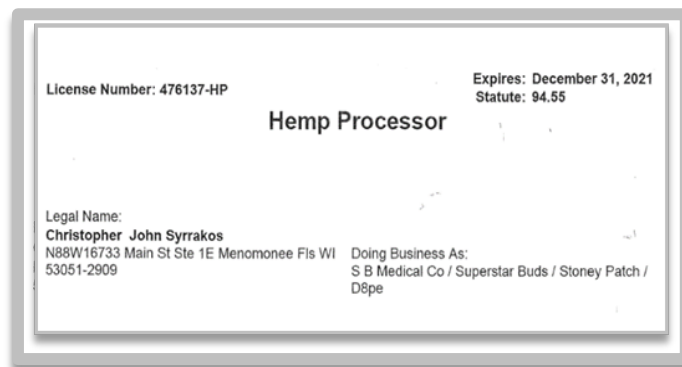 License Number: 476137-HP
Expires: December 31, 2021
Statute: 94.55
Hemp Processor
Legal Name:
Christopher John Syrrakos
N88W16733 Main St Ste 1E Menomonee Fls WI
53051-2909
Doing Business As:
S B Medical Co / Superstar Buds / Stoney Patch /
D8pe